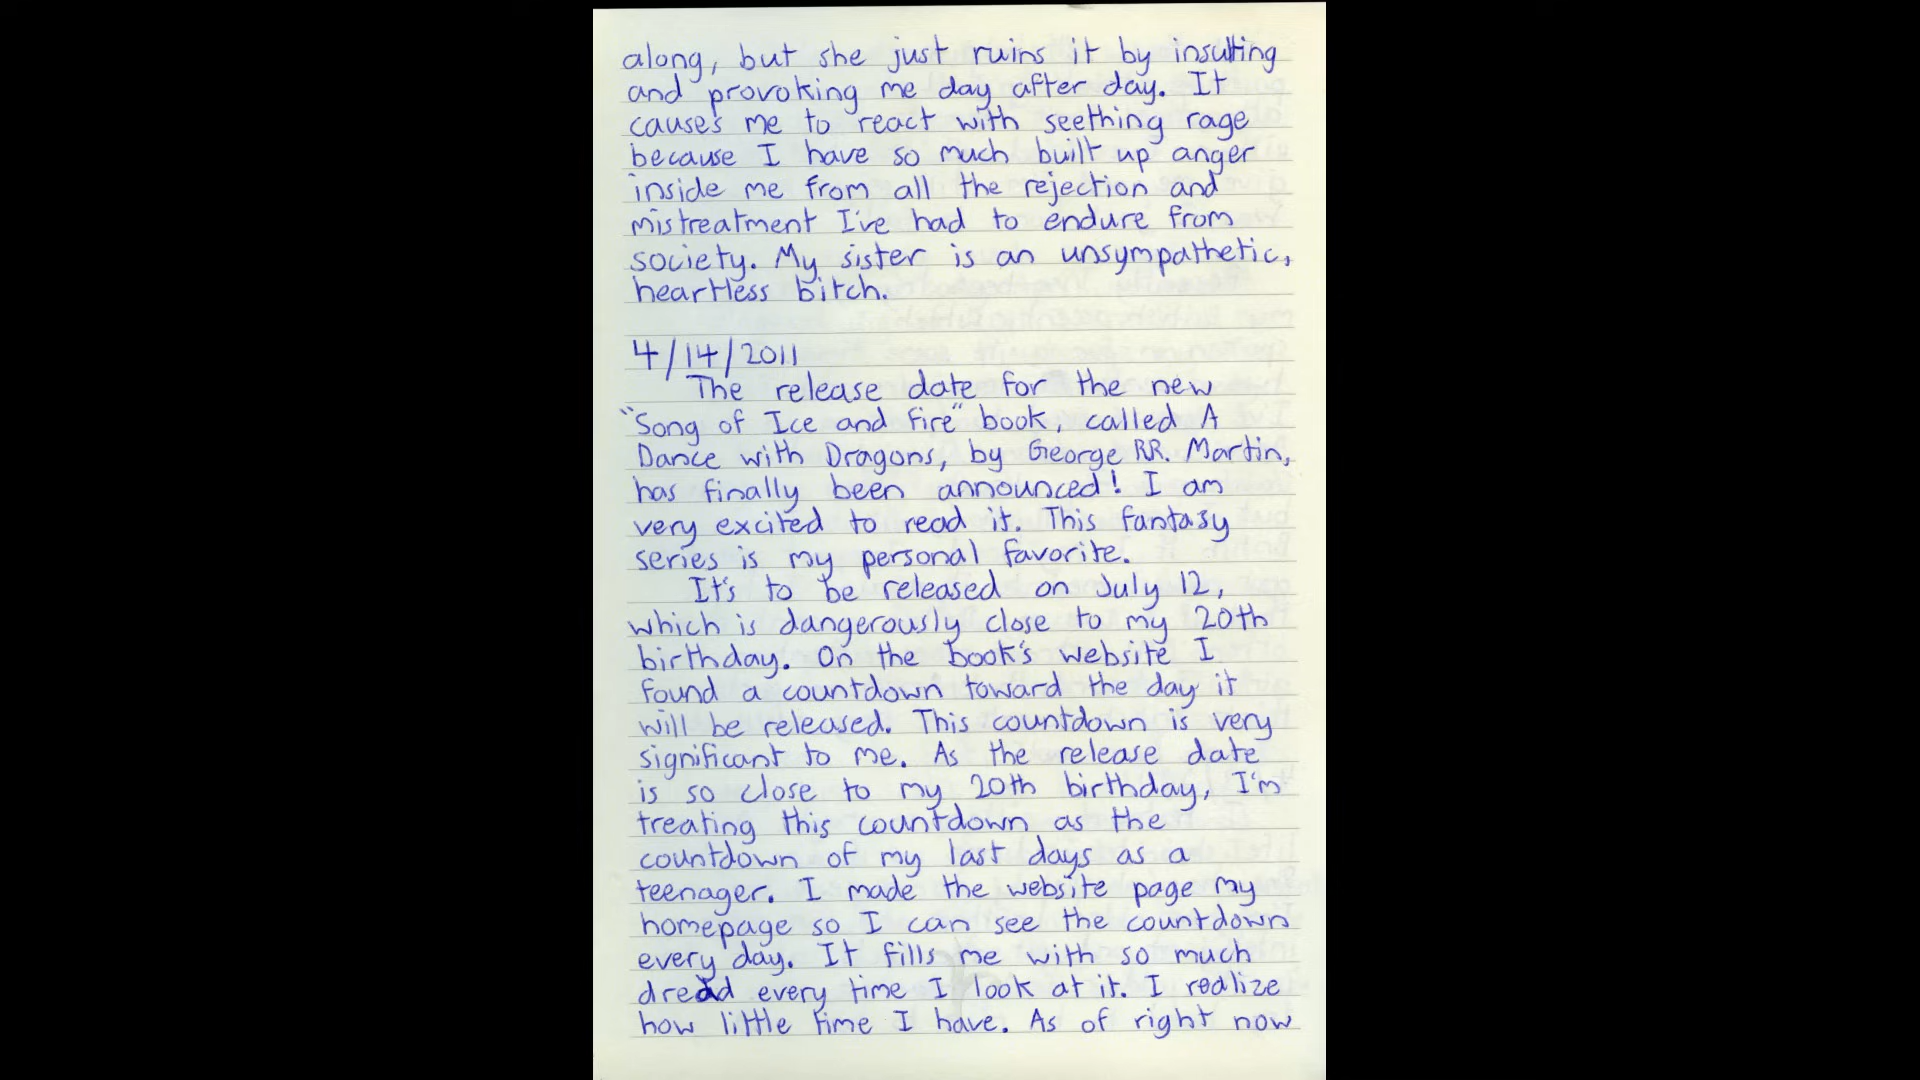 along, but she just ruins it by insulting
and provoking me day after day. It
causes me to react with seething rage
because I have so much built up anger
inside me from all the rejection and
mistreatment I've had to endure from
society. My sister is an unsympathetic,
heartless bitch.
4/14/2011
The release date for the new
"Song of Ice and Fire" book, called A
Dance with Dragons, by George RR. Martin,
has finally been announced! I am
very excited to read it. This fantasy
series is my personal favorite.
It's to be released on July 12,
which is dangerously close to my 20th
birthday. On the book's website I
found a countdown toward the day it
will be released. This countdown is very
significant to me. As the release date
is so close to my 20th birthday, I'm
treating this countdown as the
countdown of my last days as a
teenager. I made the website page my
homepage so I can see the countdown
every day. It fills me with so much
dread every time I look at it. I realize
how little time I have. As of right now